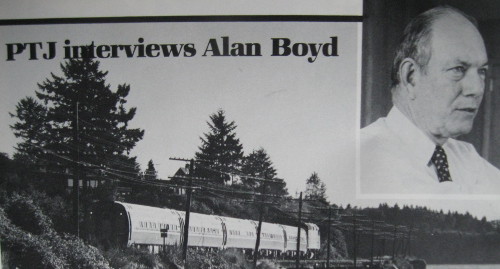 PTJ interviews Alan Boyd